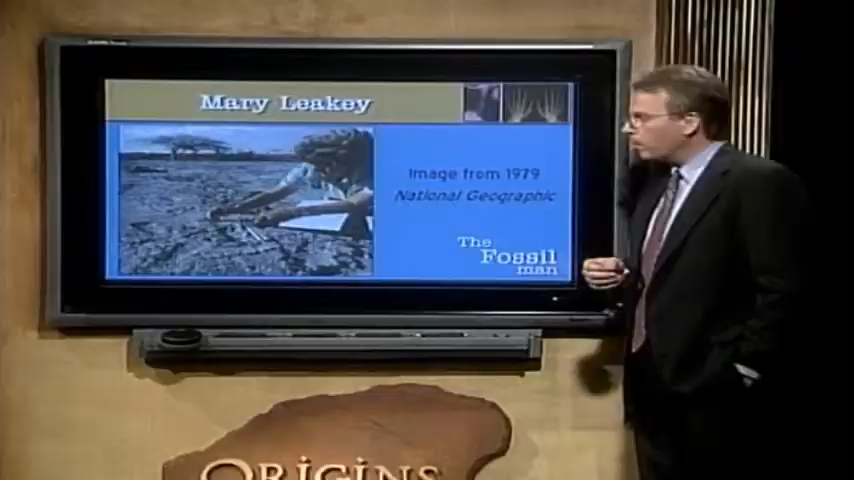 Mary Leakey
Image from 1979
National Geographic
The
Fossil
man
ORIGINS